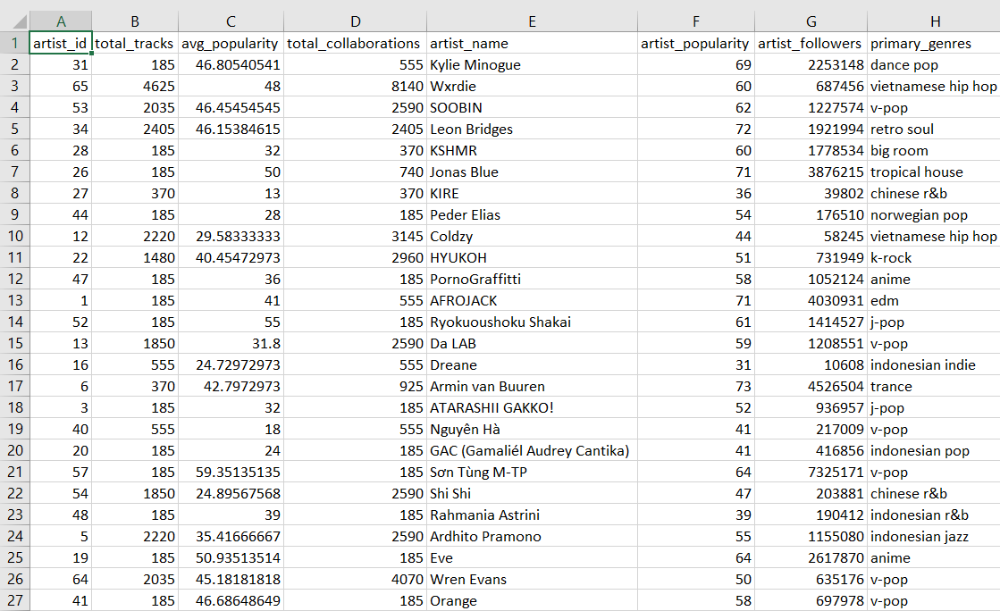 A B C D E F G H
1 artist_id total_tracks avg_popularity total_collaborations artist_name artist_popularity artist_followers primary_genres
2 31 185 46.80540541 555 Kylie Minogue 69 2253148 dance pop
3 65 4625 48 8140 Wxrdie 60 687456 vietnamese hip hop
4 53 2035 46.45454545 2590 SOOBIN 62 1227574 v-pop
5 34 2405 46.15384615 2405 Leon Bridges 72 1921994 retro soul
6 28 185 32 370 KSHMR 60 1778534 big room
7 26 185 50 740 Jonas Blue 71 3876215 tropical house
8 27 370 13 370 KIRE 36 39802 chinese r&b
9 44 185 28 185 Peder Elias 54 176510 norwegian pop
10 12 2220 29.58333333 3145 Coldzy 44 58245 vietnamese hip hop
11 22 1480 40.45472973 2960 HYUKOH 51 731949 k-rock
12 47 185 36 185 PornoGraffitti 58 1052124 anime
13 1 185 41 555 AFROJACK 71 4030931 edm
14 52 185 55 185 Ryokuoushoku Shakai 61 1414527 j-pop
15 13 1850 31.8 2590 Da LAB 59 1208551 v-pop
16 16 555 24.72972973 555 Dreane 31 10608 indonesian indie
17 6 370 42.7972973 925 Armin van Buuren 73 4526504 trance
18 3 185 32 185 ATARASHII GAKKO! 52 936957 j-pop
19 40 555 18 555 Nguyên Hà 41 217009 v-pop
20 20 185 24 185 GAC (Gamaliél Audrey Cantika) 41 416856 indonesian pop
21 57 185 59.35135135 185 Sơn Tùng M-TP 64 7325171 v-pop
22 54 1850 24.89567568 2590 Shi Shi 47 203881 chinese r&b
23 48 185 39 185 Rahmania Astrini 39 190412 indonesian r&b
24 5 2220 35.41666667 2590 Ardhito Pramono 55 1155080 indonesian jazz
25 19 185 50.93513514 185 Eve 64 2617870 anime
26 64 2035 45.18181818 4070 Wren Evans 50 635176 v-pop
27 41 185 46.68648649 185 Orange 58 697978 v-pop